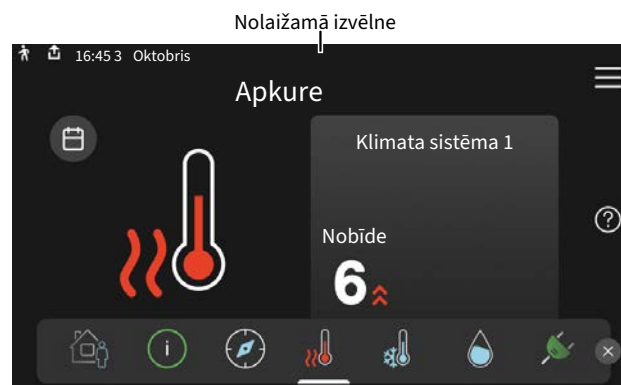 Nolaižamā izvēlne
16:45 3 Oktobris
Apkure
Klimata sistēma 1
Nobīde
6